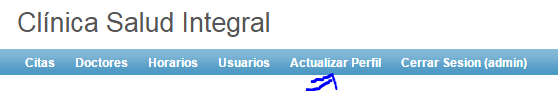 Clínica Salud Integral
Citas Doctores Horarios Usuarios Actualizar Perfil Cerrar Sesion (admin)